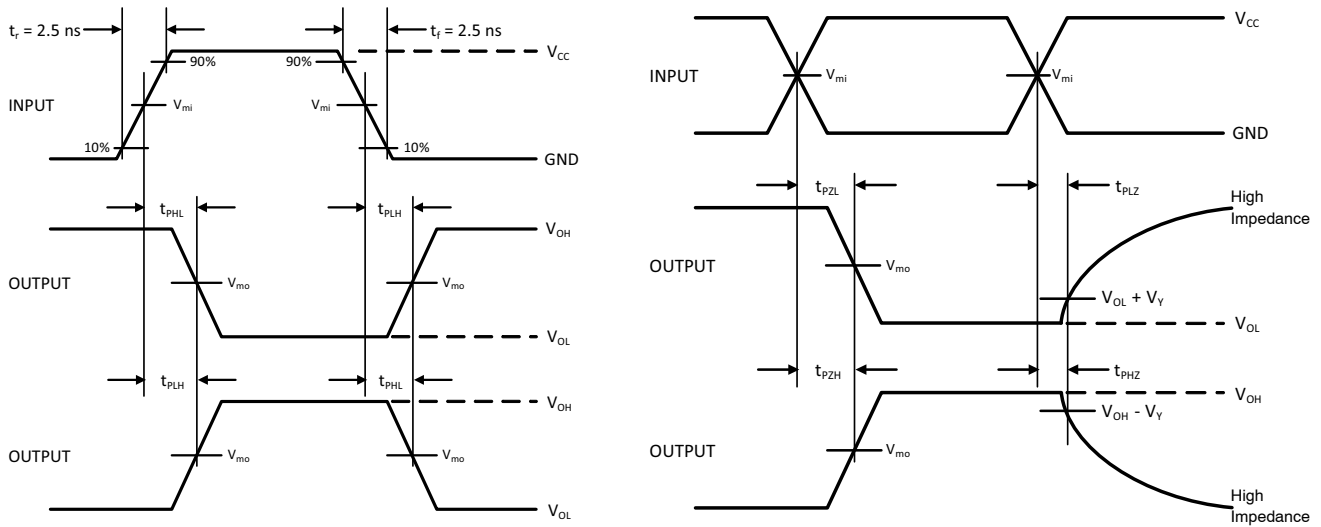 tr = 2.5 ns
tf = 2.5 ns
VCC
90%
90%
INPUT
Vmi
Vmi
10%
10%
GND
tPHL
tPLH
VOH
OUTPUT
Vmo
Vmo
VOL
tPLH
tPHL
VOH
OUTPUT
Vmo
Vmo
VOL
VCC
INPUT
Vmi
Vmi
GND
tPZL
tPLZ
High
Impedance
OUTPUT
Vmo
VOL + VY
VOL
tPZH
tPHZ
VOH
VOH - VY
OUTPUT
Vmo
High
Impedance